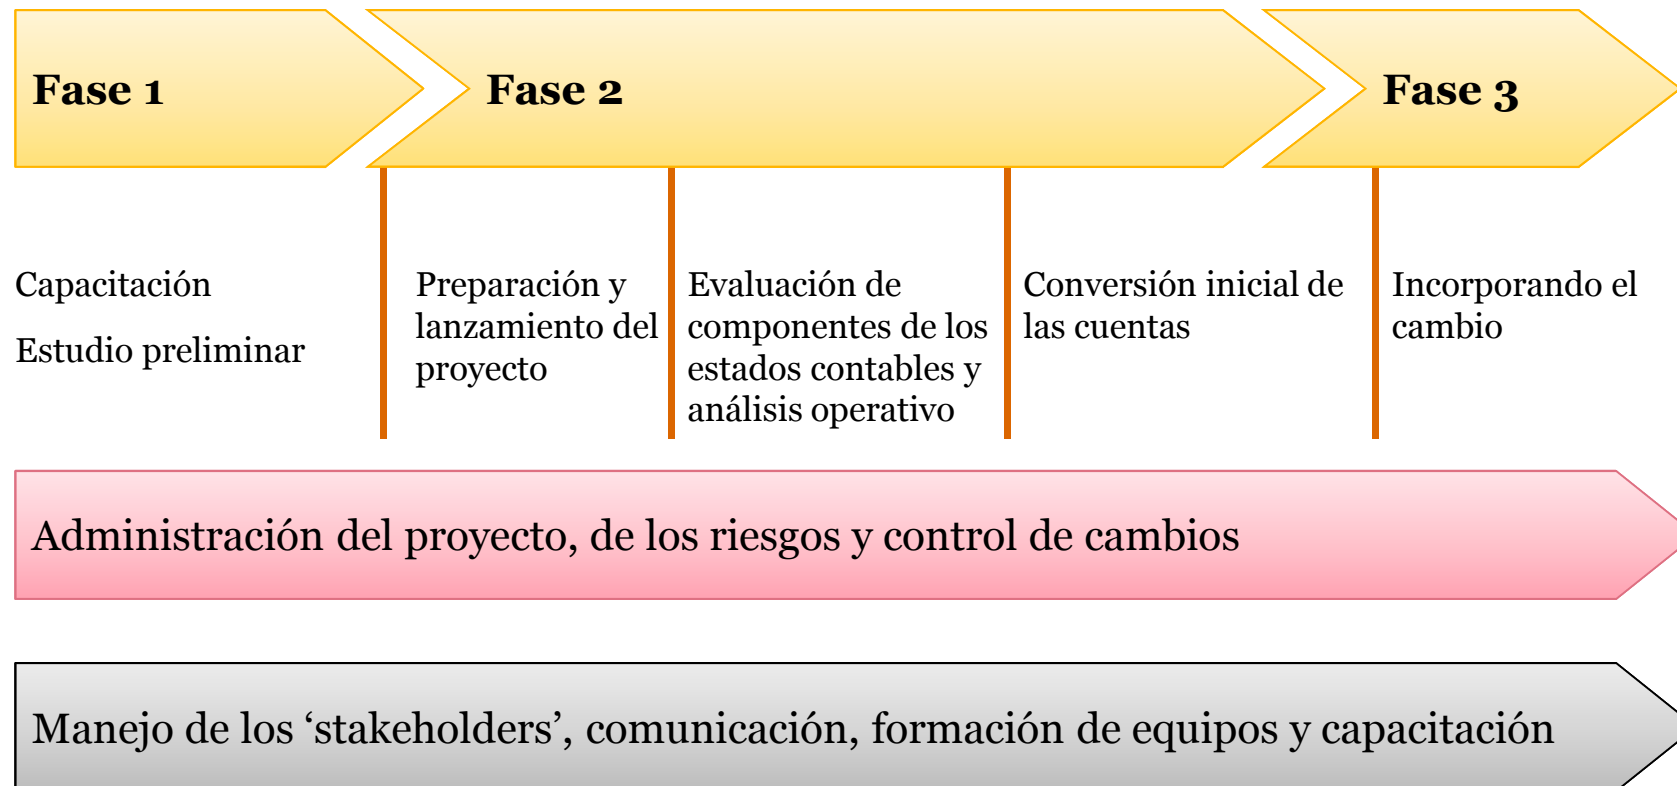 Fase 1
Fase 2
Fase 3
Capacitación
Estudio preliminar
Preparación y
lanzamiento del
proyecto
Evaluación de
componentes de los
estados contables y
análisis operativo
Conversión inicial de
las cuentas
Incorporando el
cambio
Administración del proyecto, de los riesgos y control de cambios
Manejo de los ‘stakeholders’, comunicación, formación de equipos y capacitación